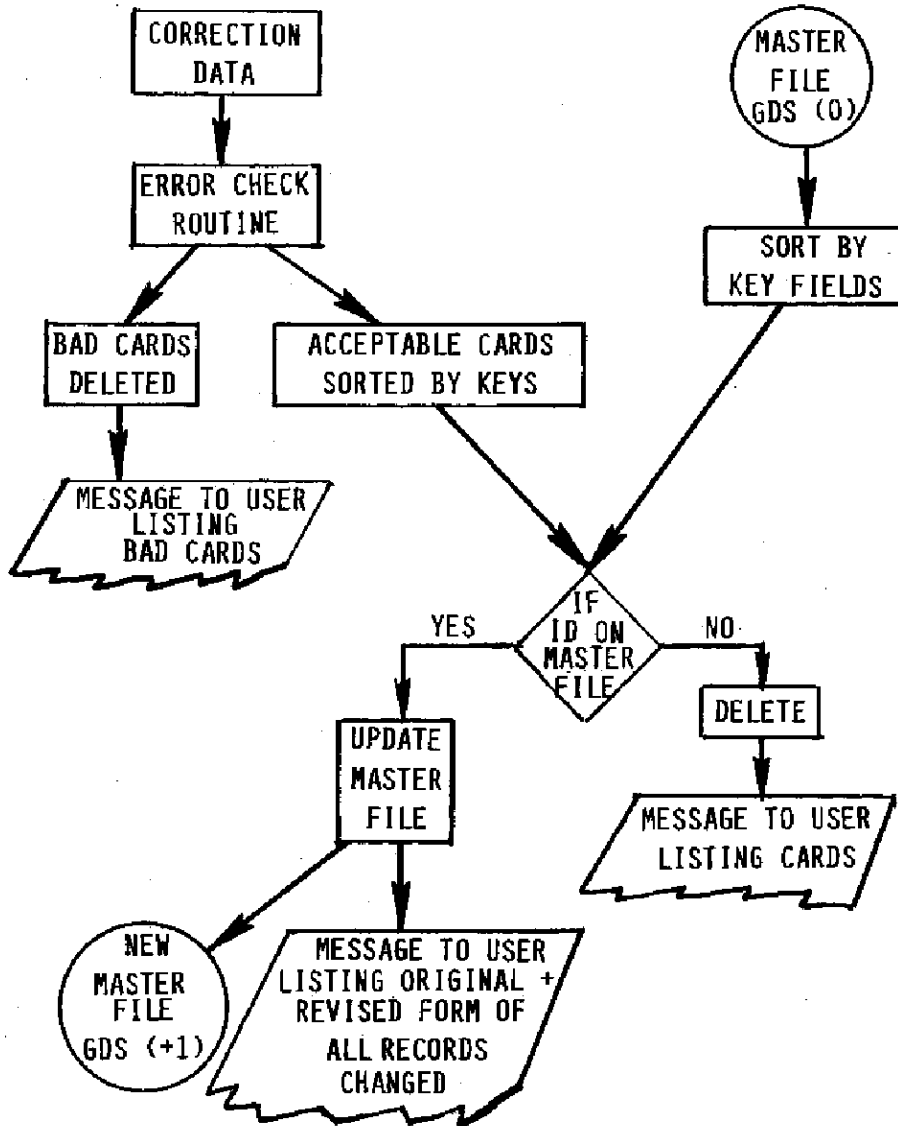 CORRECTION
DATA
MASTER
FILE
GDS (0)
ERROR CHECK
ROUTINE
SORT BY
KEY FIELDS
BAD CARDS
DELETED
ACCEPTABLE CARDS
SORTED BY KEYS
MESSAGE TO USER
LISTING
BAD CARDS
IF
ID ON
MASTER
FILE
YES
NO
UPDATE
MASTER
FILE
DELETE
MESSAGE TO USER
LISTING CARDS
NEW
MASTER
FILE
GDS (+1)
MESSAGE TO USER
LISTING ORIGINAL +
REVISED FORM OF
ALL RECORDS
CHANGED